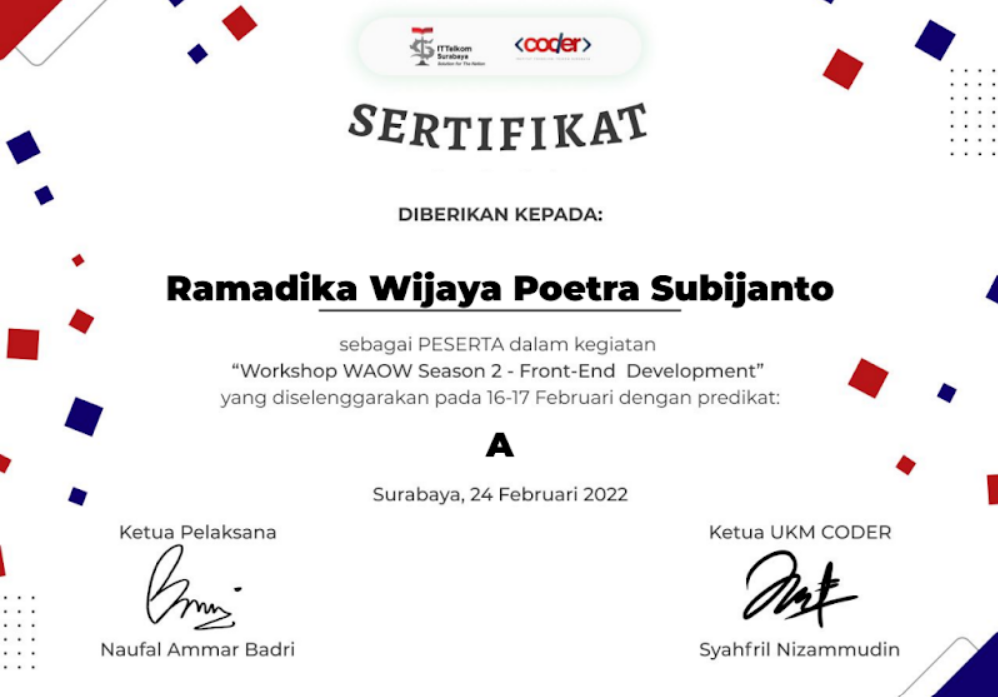 ITTelkom
Surabaya
Solution for The Nation
<coder>
SERTIFIKAT
DIBERIKAN KEPADA:
Ramadika Wijaya Poetra Subijanto
sebagai PESERTA dalam kegiatan
“Workshop WAOW Season 2 - Front-End Development”
yang diselenggarakan pada 16-17 Februari dengan predikat:
A
Surabaya, 24 Februari 2022
Ketua Pelaksana
Ketua UKM CODER
Naufal Ammar Badri
Syahfril Nizammudin